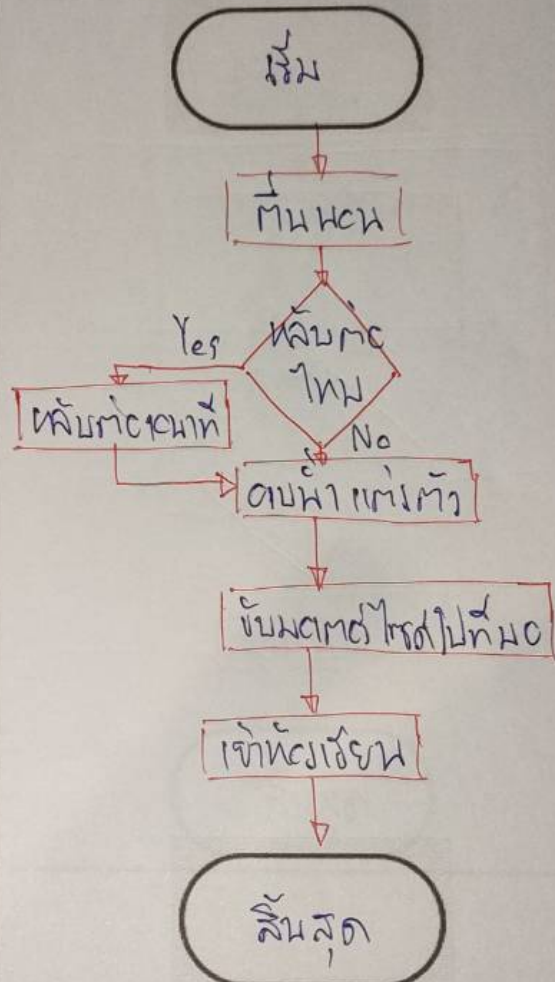 เริ่ม
ตื่นนอน
หลับต่อ
ไหม
Yes
No
หลับต่อ 10 นาที
อาบน้ำ แต่งตัว
ขับมอเตอร์ไซค์ไปที่ มอ
เข้าห้องเรียน
สิ้นสุด